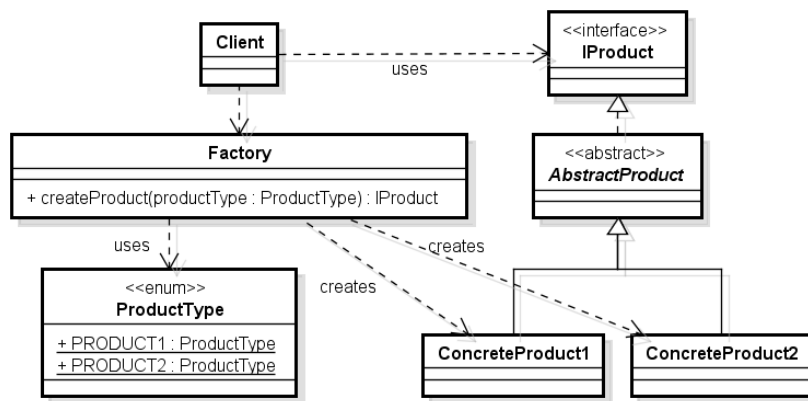 Client
<<interface>>
IProduct
uses
Factory
+ createProduct(productType : ProductType) : IProduct
<<abstract>>
AbstractProduct
uses
creates
creates
<<enum>>
ProductType
+ PRODUCT1 : ProductType
+ PRODUCT2 : ProductType
ConcreteProduct1
ConcreteProduct2